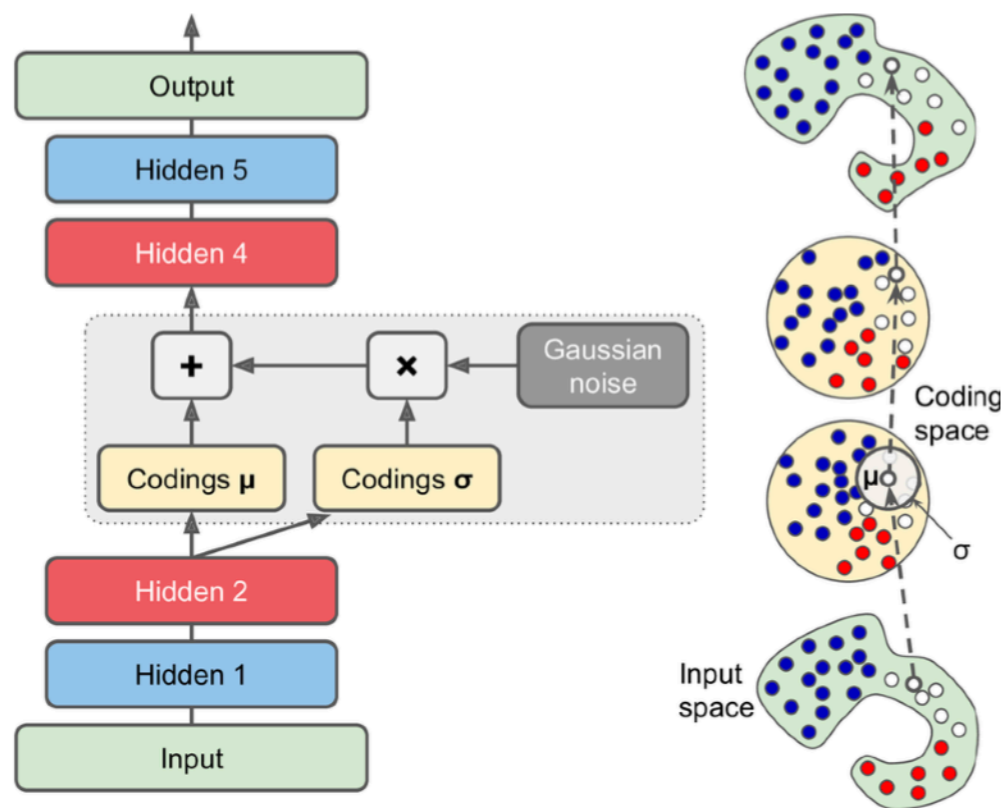 Output
Hidden 5
Hidden 4
+
×
Gaussian
noise
Codings μ
Codings σ
Hidden 2
Hidden 1
Input
Coding
space
μ
σ
Input
space